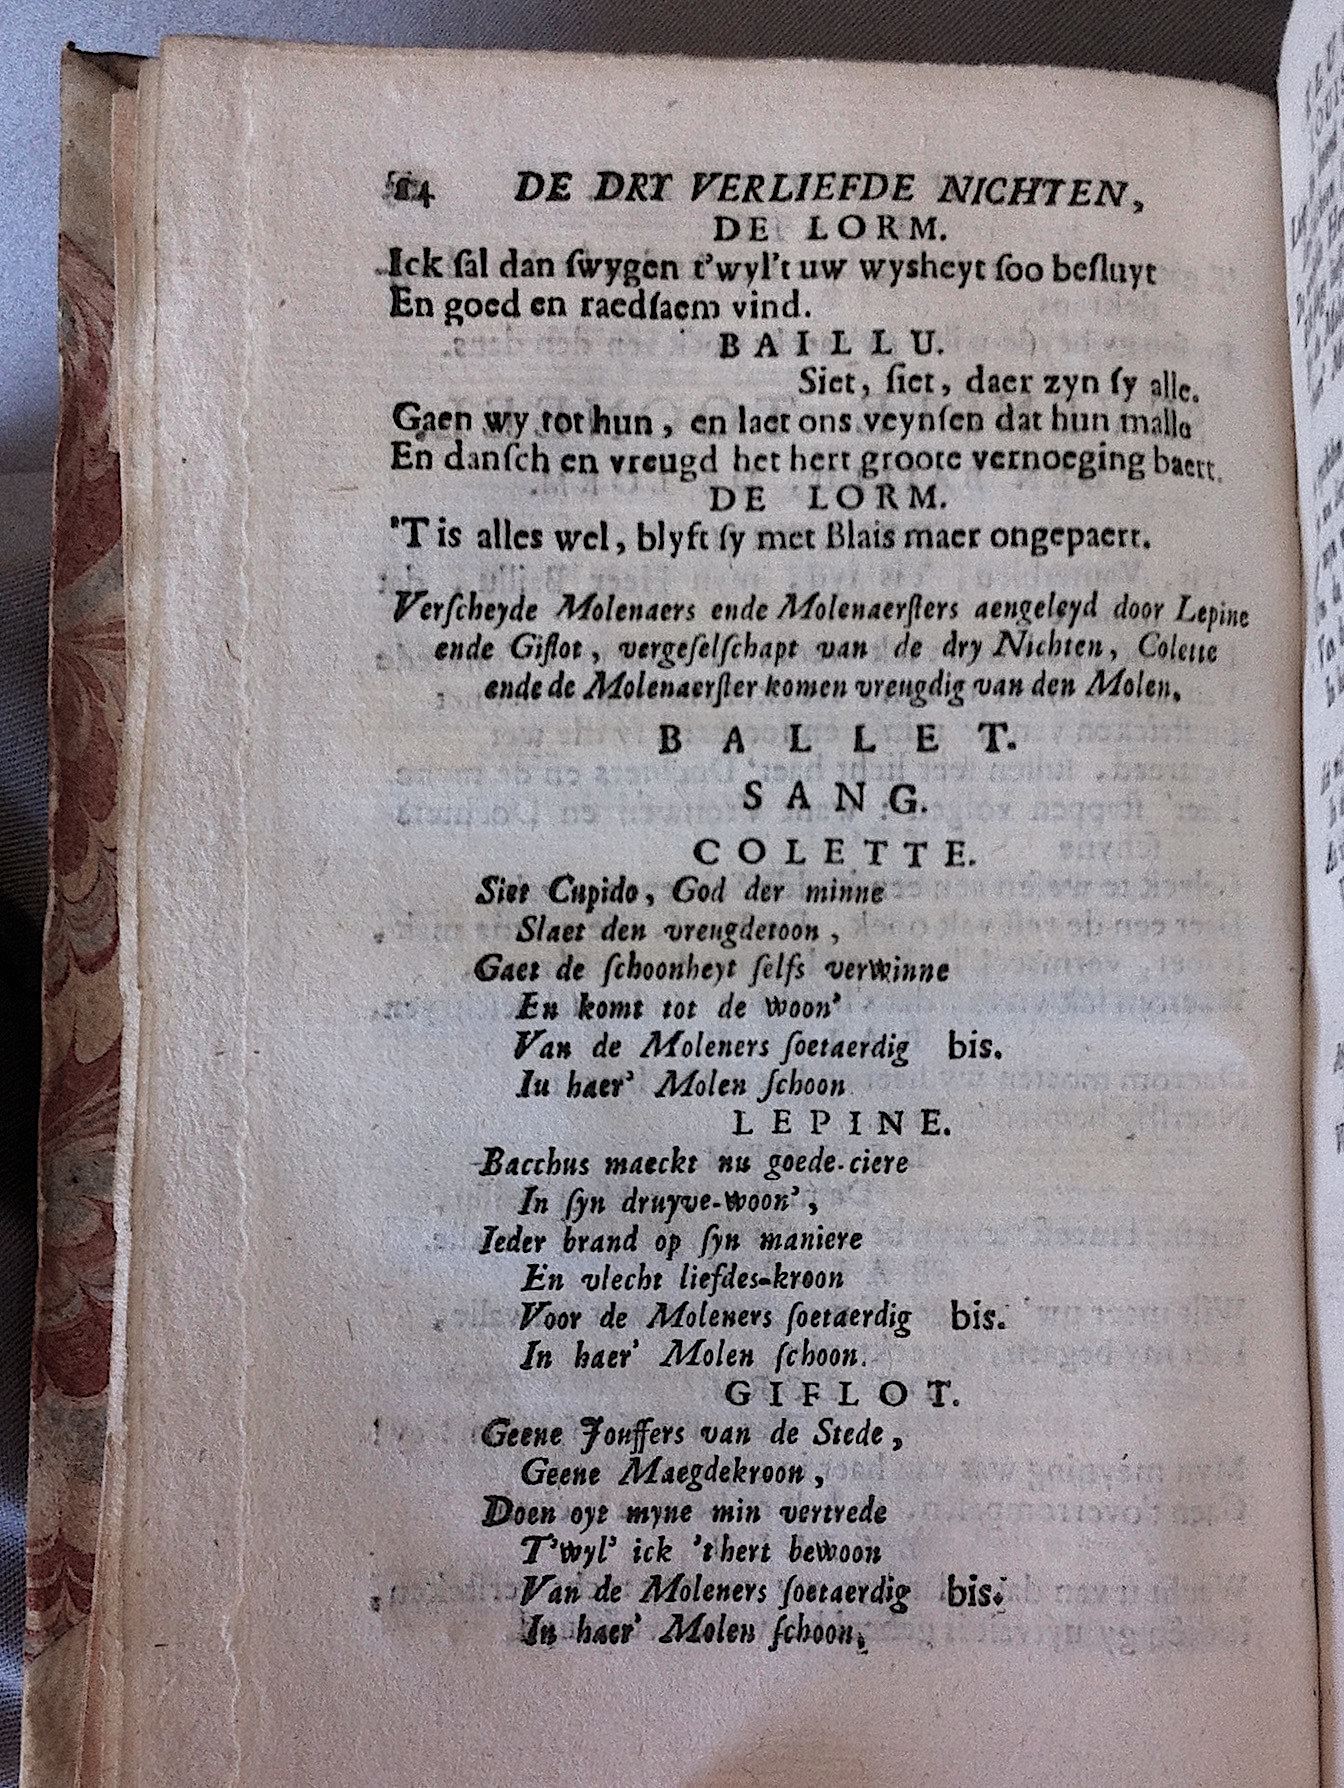 DE DRY VERLIEFDE NICHTEN,
DE LORM.
Ick ſal dan ſwygen t'wyl't uw wysheyt ſoo beſluyt
En goed en raedſaem vind.
BAILLU.
Siet, ſiet, daer zyn ſy alle.
Gaen wy tot hun, en laet ons veynſen dat hun malle
En danſch en vreugd het hert groote vernoeging baert.
DE LORM.
'T is alles wel, blyft ſy met Blais maer ongepaert.
Verſcheyde Molenaers ende Molenaerſters aengeleyd door Lepine
ende Giflot, vergeſelſchapt van de dry Nichten, Colette
ende de Molenaerſter komen vreugdig van den Molen.
BALLET.
SANG.
COLETTE.
Siet Cupido, God der minne
Slaet den vreugdetoon,
Gaet de ſchoonheyt ſelfs verwinne
En komt tot de woon'
Van de Moleners ſoetaerdig bis.
Iu haer' Molen ſchoon
LEPINE.
Bacchus maeckt nu goede-ciere
In ſyn druyve-woon',
Ieder brand op ſyn maniere
En vlecht liefdes-kroon
Voor de Moleners ſoetaerdig bis.
In haer' Molen ſchoon.
GIFLOT.
Geene Jouffers van de Stede,
Geene Maegdekroon,
Doen oyt myne min vertrede
T'wyl' ick 't hert bewoon
Van de Moleners ſoetaerdig bis.
In haer' Molen ſchoon.